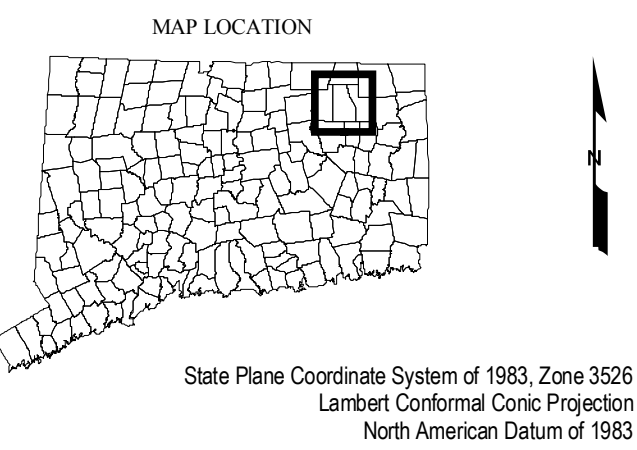 MAP LOCATION
N
State Plane Coordinate System of 1983, Zone 3526
Lambert Conformal Conic Projection
North American Datum of 1983